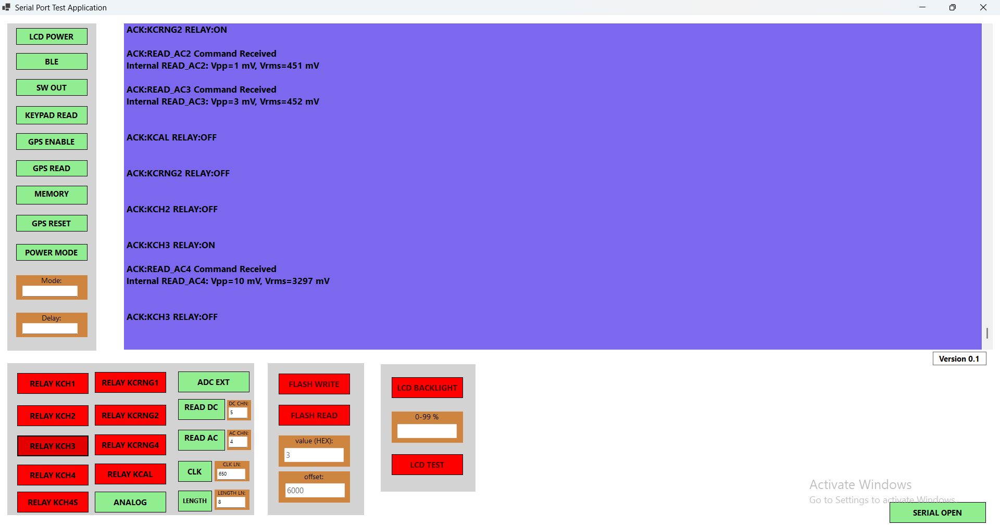 Serial Port Test Application
LCD POWER
BLE
SW OUT
KEYPAD READ
GPS ENABLE
GPS READ
MEMORY
GPS RESET
POWER MODE
Mode:
Delay:
ACK:KCRNG2 RELAY:ON
ACK:READ_AC2 Command Received
Internal READ_AC2: Vpp=1 mV, Vrms=451 mV
ACK:READ_AC3 Command Received
Internal READ_AC3: Vpp=3 mV, Vrms=452 mV
ACK:KCAL RELAY:OFF
ACK:KCRNG2 RELAY:OFF
ACK:KCH2 RELAY:OFF
ACK:KCH3 RELAY:ON
ACK:READ_AC4 Command Received
Internal READ_AC4: Vpp=10 mV, Vrms=3297 mV
ACK:KCH3 RELAY:OFF
Version 0.1
RELAY KCH1
RELAY KCH2
RELAY KCH3
RELAY KCH4
RELAY KCH4S
RELAY KCRNG1
RELAY KCRNG2
RELAY KCRNG4
RELAY KCAL
ANALOG
ADC EXT
READ DC
DC CHN:
5
READ AC
AC CHN:
4
CLK
CLK LN:
650
LENGTH
LENGTH LN:
8
FLASH WRITE
FLASH READ
value (HEX):
3
offset:
6000
LCD BACKLIGHT
0-99 %
LCD TEST
Activate Windows
Go to Settings to activate Windows.
SERIAL OPEN